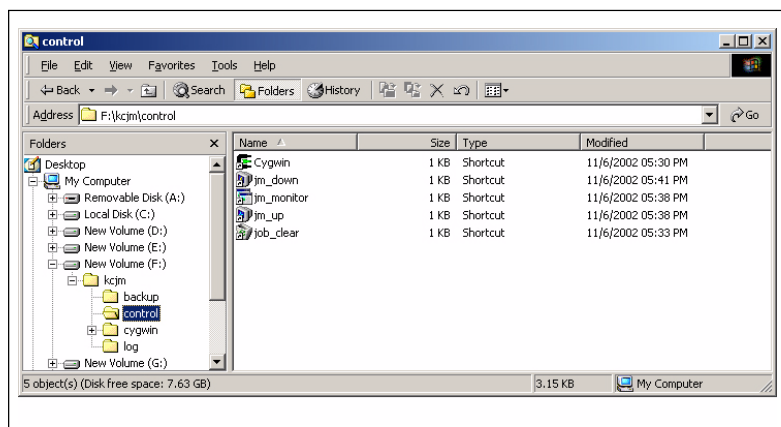 control
File Edit View Favorites Tools Help
Back Search Folders History
Address F:\kcjm\control Go
Folders
Name Size Type Modified
Desktop
My Computer
Removable Disk (A:)
Local Disk (C:)
New Volume (D:)
New Volume (E:)
New Volume (F:)
kcjm
backup
control
cygwin
log
New Volume (G:)
Cygwin 1 KB Shortcut 11/6/2002 05:30 PM
jm_down 1 KB Shortcut 11/6/2002 05:41 PM
jm_monitor 1 KB Shortcut 11/6/2002 05:38 PM
jm_up 1 KB Shortcut 11/6/2002 05:38 PM
job_clear 1 KB Shortcut 11/6/2002 05:33 PM
5 object(s) (Disk free space: 7.63 GB) 3.15 KB My Computer